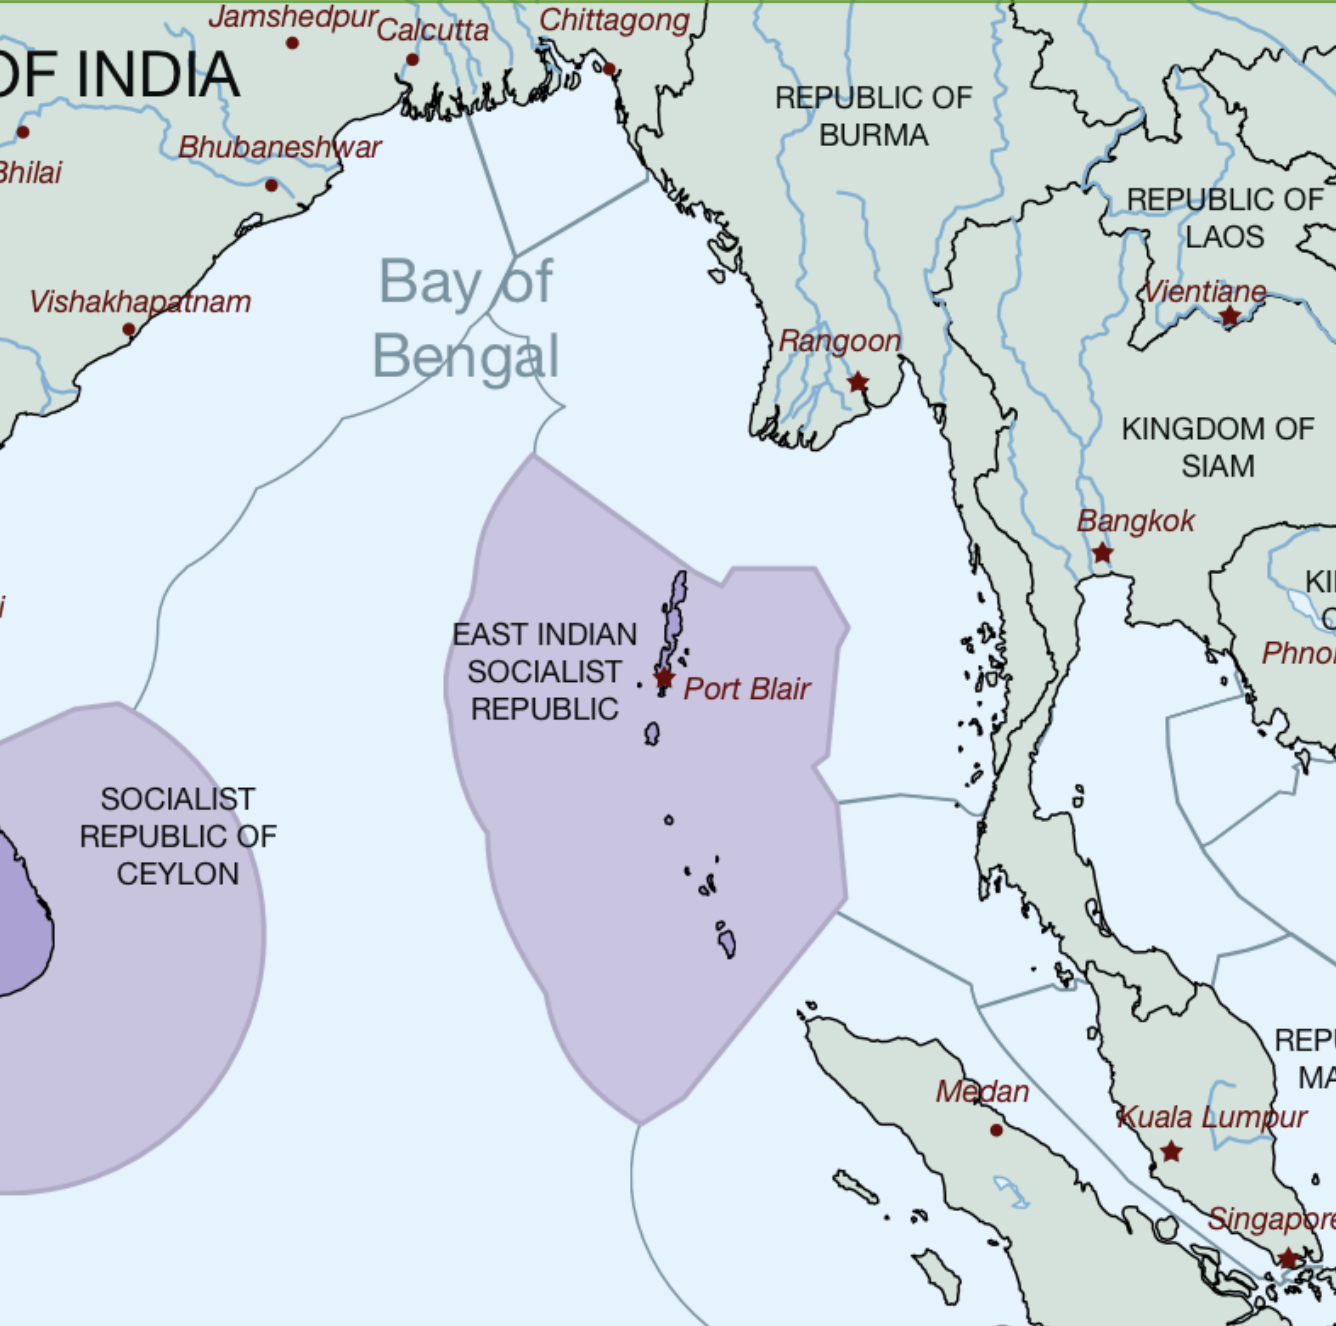 Jamshedpur
Calcutta
Chittagong
OF INDIA
REPUBLIC OF
BURMA
Bhubaneshwar
Bhilai
REPUBLIC OF
LAOS
Bay of
Bengal
Vishakhapatnam
Vientiane
Rangoon
KINGDOM OF
SIAM
Bangkok
KI
C
i
EAST INDIAN
SOCIALIST
REPUBLIC
Phno
Port Blair
SOCIALIST
REPUBLIC OF
CEYLON
REPU
MA
Medan
Kuala Lumpur
Singapore